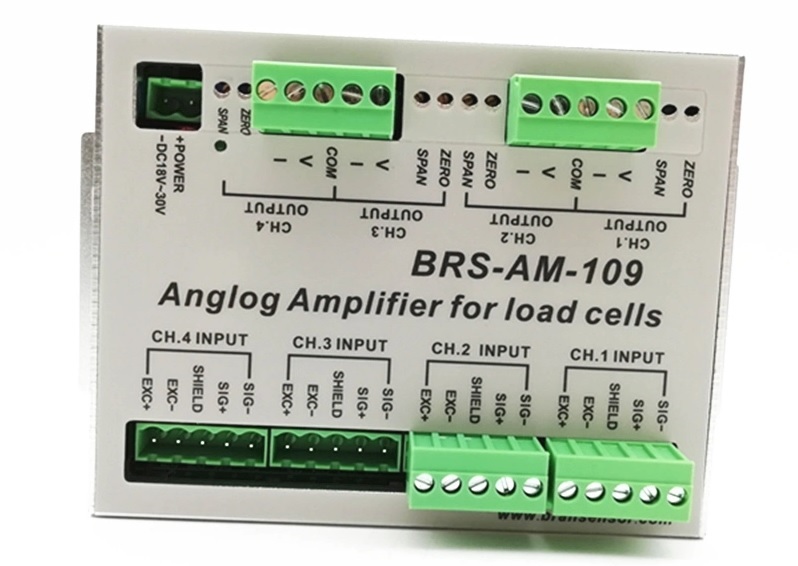 +POWER
-DC18V~30V
SPAN
ZERO
I
V
COM
I
V
SPAN
ZERO
SPAN
ZERO
I
V
COM
I
V
SPAN
ZERO
CH.4
OUTPUT
CH.3
OUTPUT
CH.2
OUTPUT
CH.1
OUTPUT
BRS-AM-109
Anglog Amplifier for load cells
CH.4 INPUT
CH.3 INPUT
CH.2 INPUT
CH.1 INPUT
EXC+
EXC-
SHIELD
SIG+
SIG-
EXC+
EXC-
SHIELD
SIG+
SIG-
EXC+
EXC-
SHIELD
SIG+
SIG-
EXC+
EXC-
SHIELD
SIG+
SIG-
www.bransensor.com